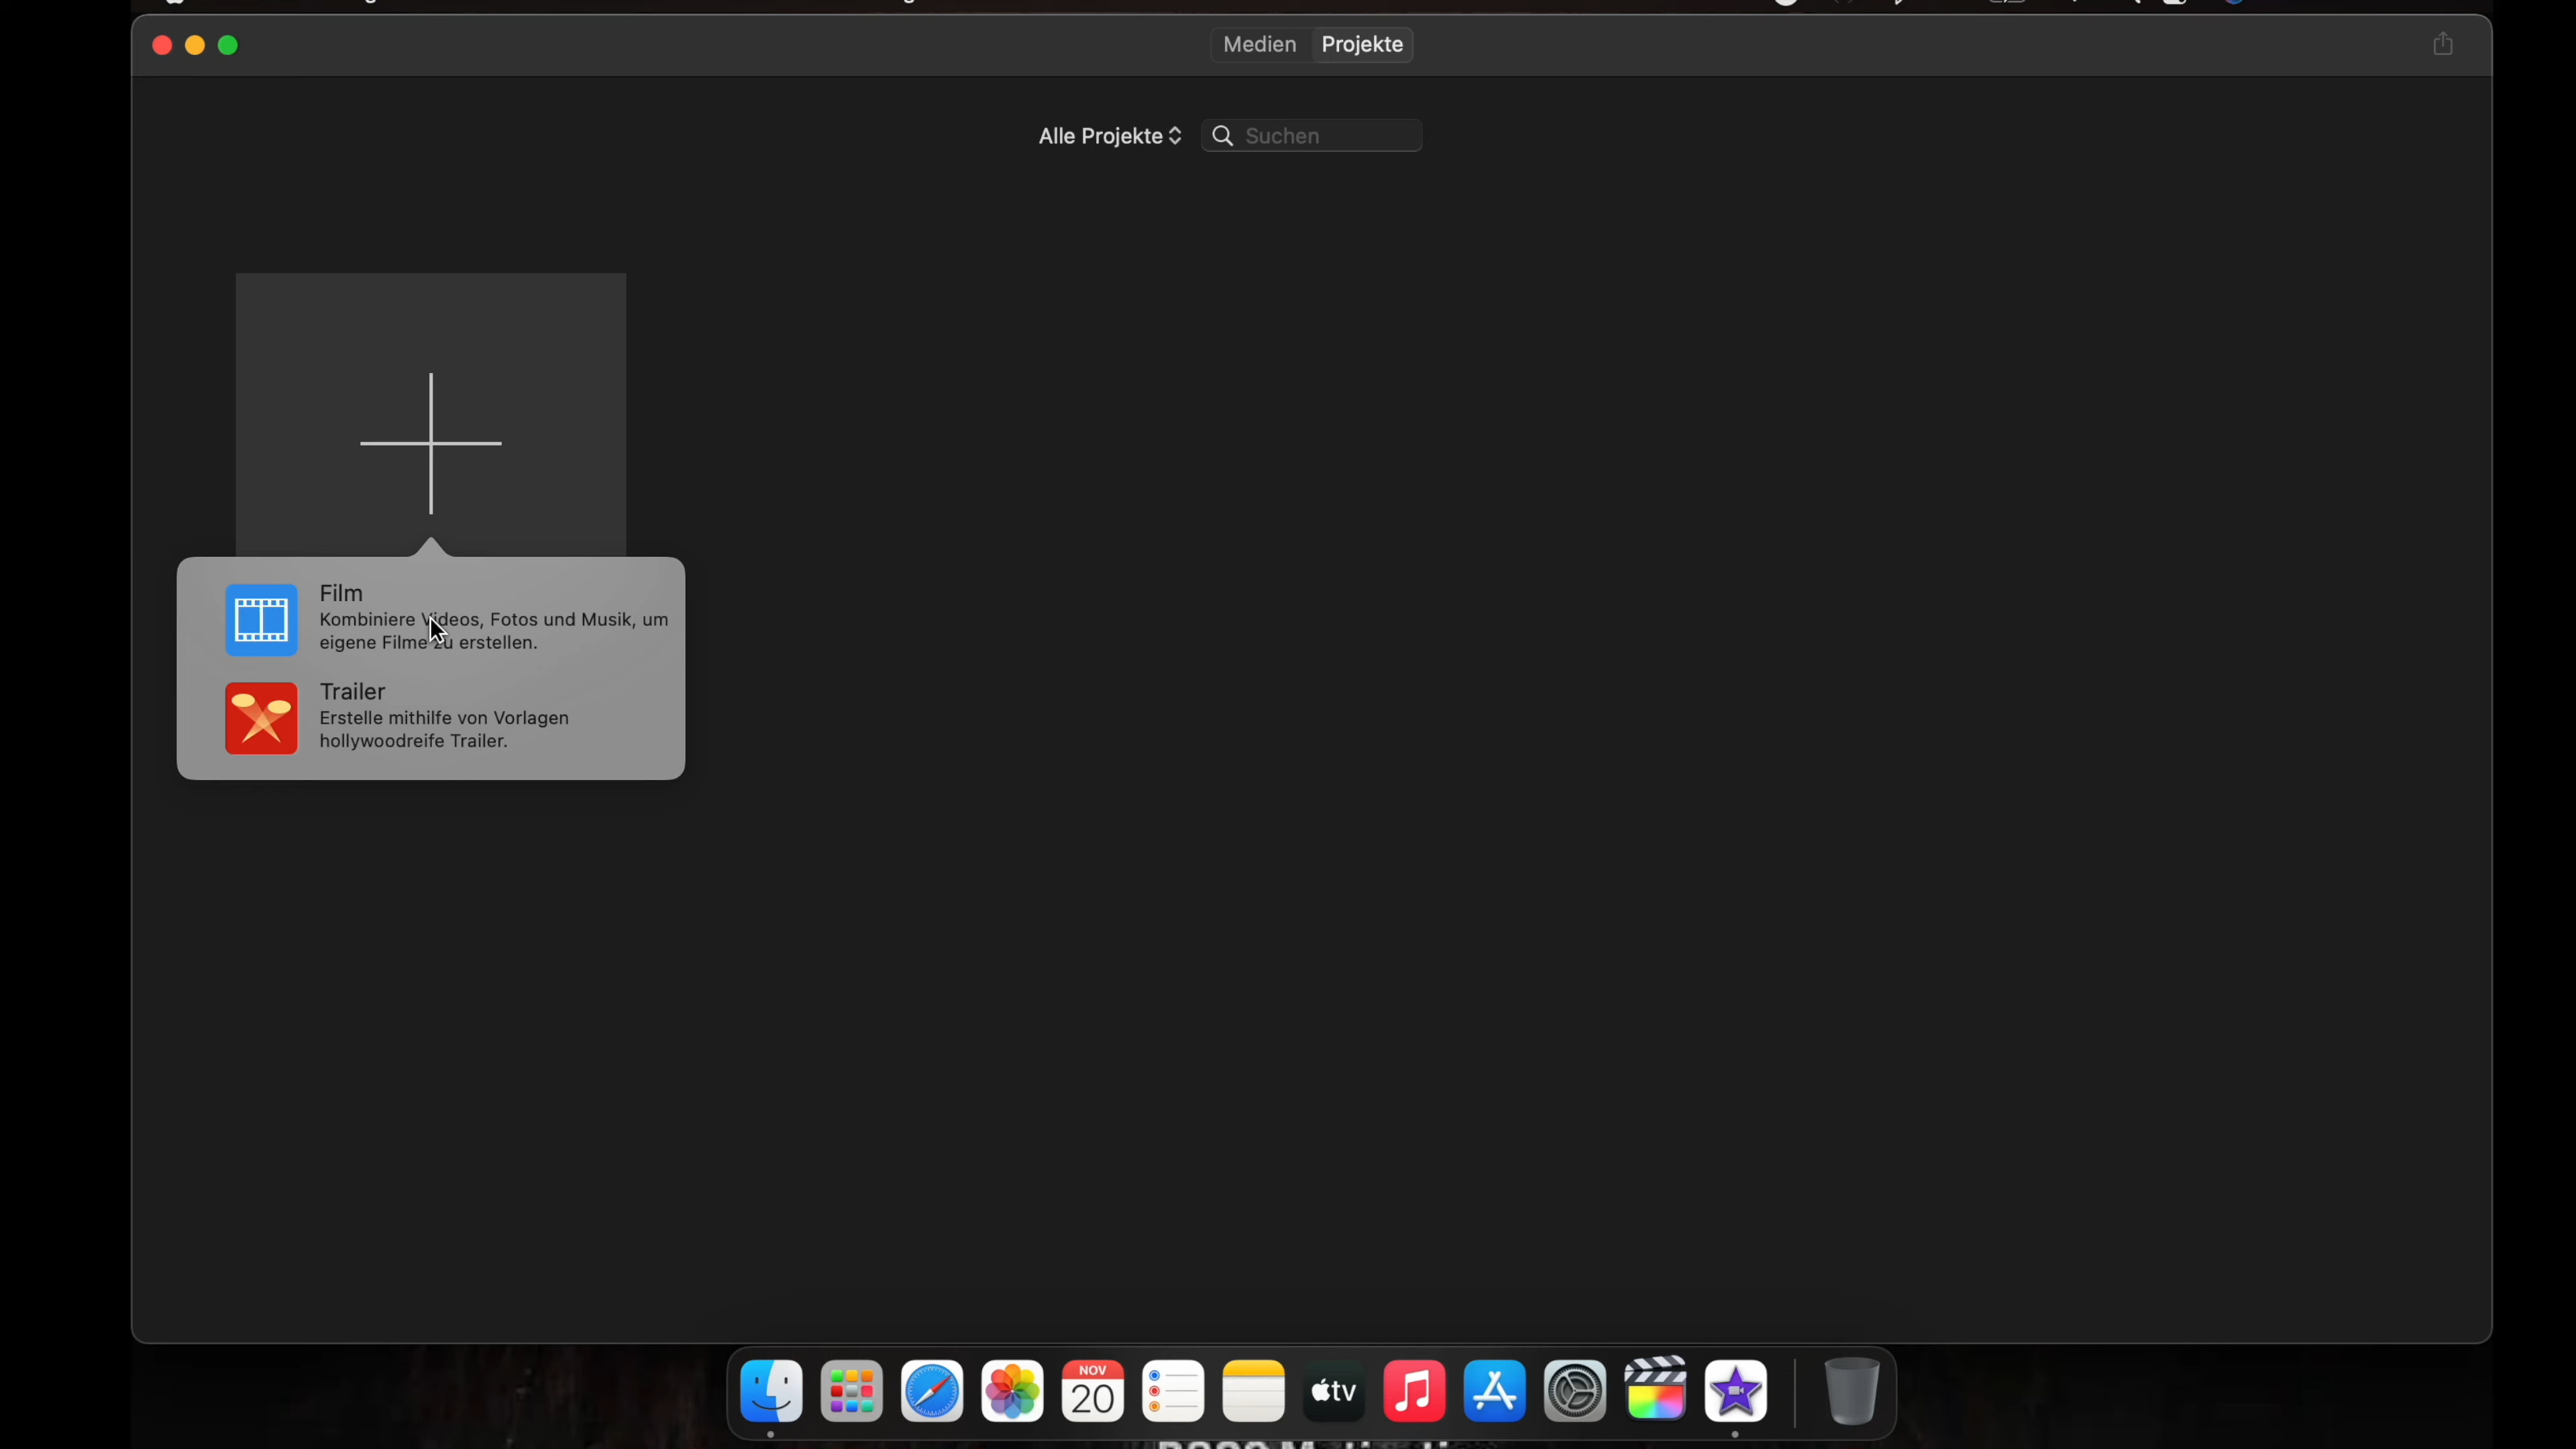 Medien Projekte
Alle Projekte Suchen
Film
Kombiniere Videos, Fotos und Musik, um
eigene Filme zu erstellen.
Trailer
Erstelle mithilfe von Vorlagen
hollywoodreife Trailer.
NOV
20
tv